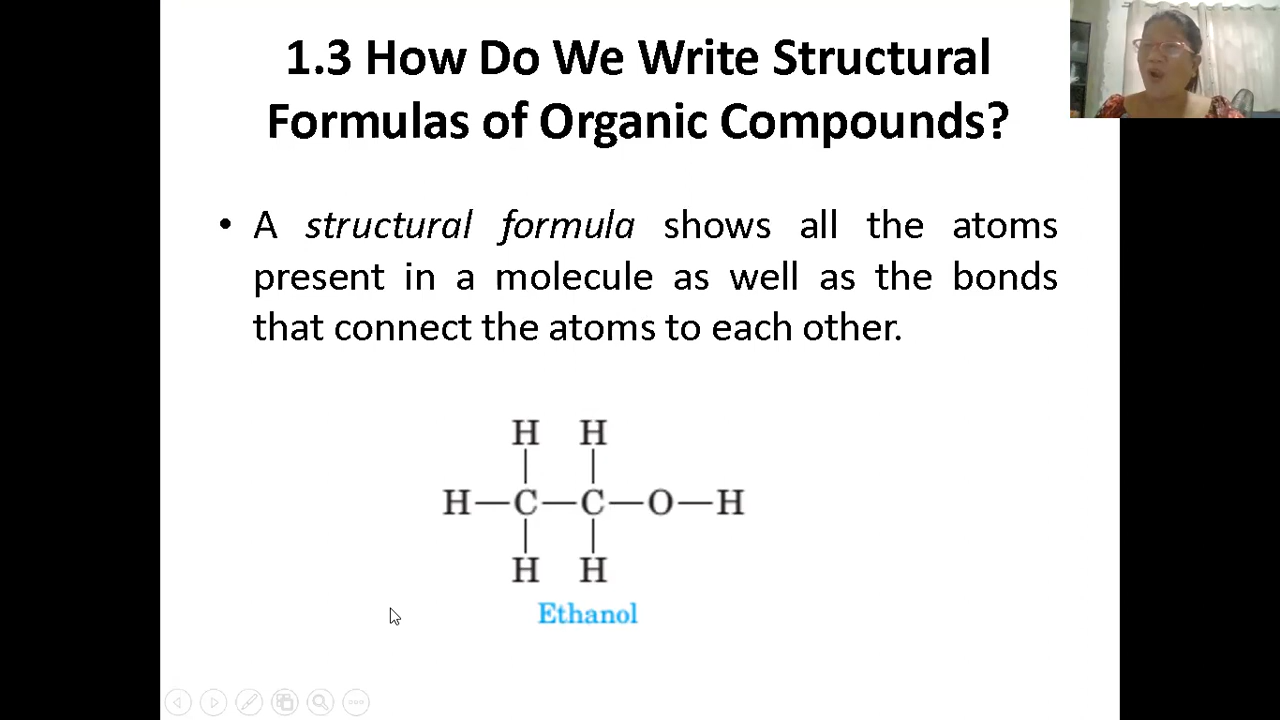 1.3 How Do We Write Structural
Formulas of Organic Compounds?
• A structural formula shows all the atoms
present in a molecule as well as the bonds
that connect the atoms to each other.
H H
H—C—C—O—H
H H
Ethanol